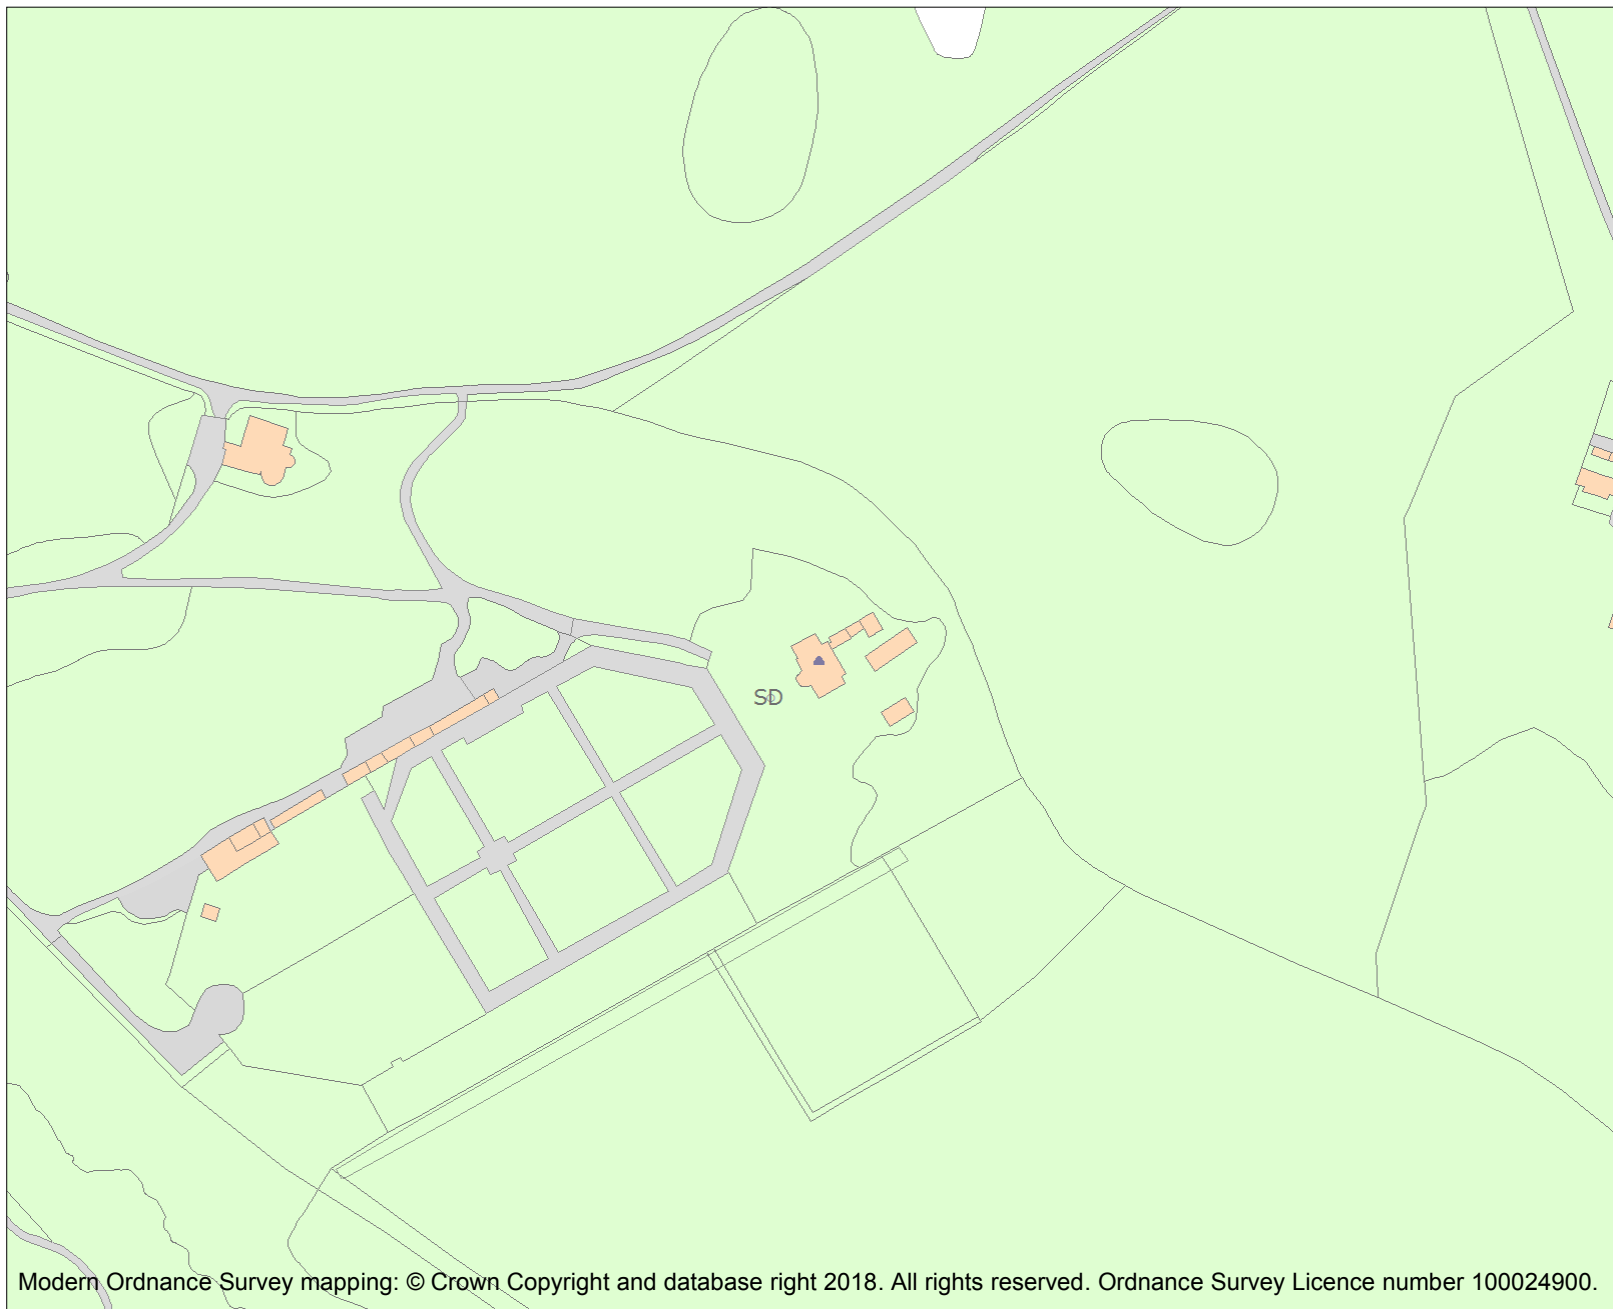 SD
Modern Ordnance Survey mapping: © Crown Copyright and database right 2018. All rights reserved. Ordnance Survey Licence number 100024900.